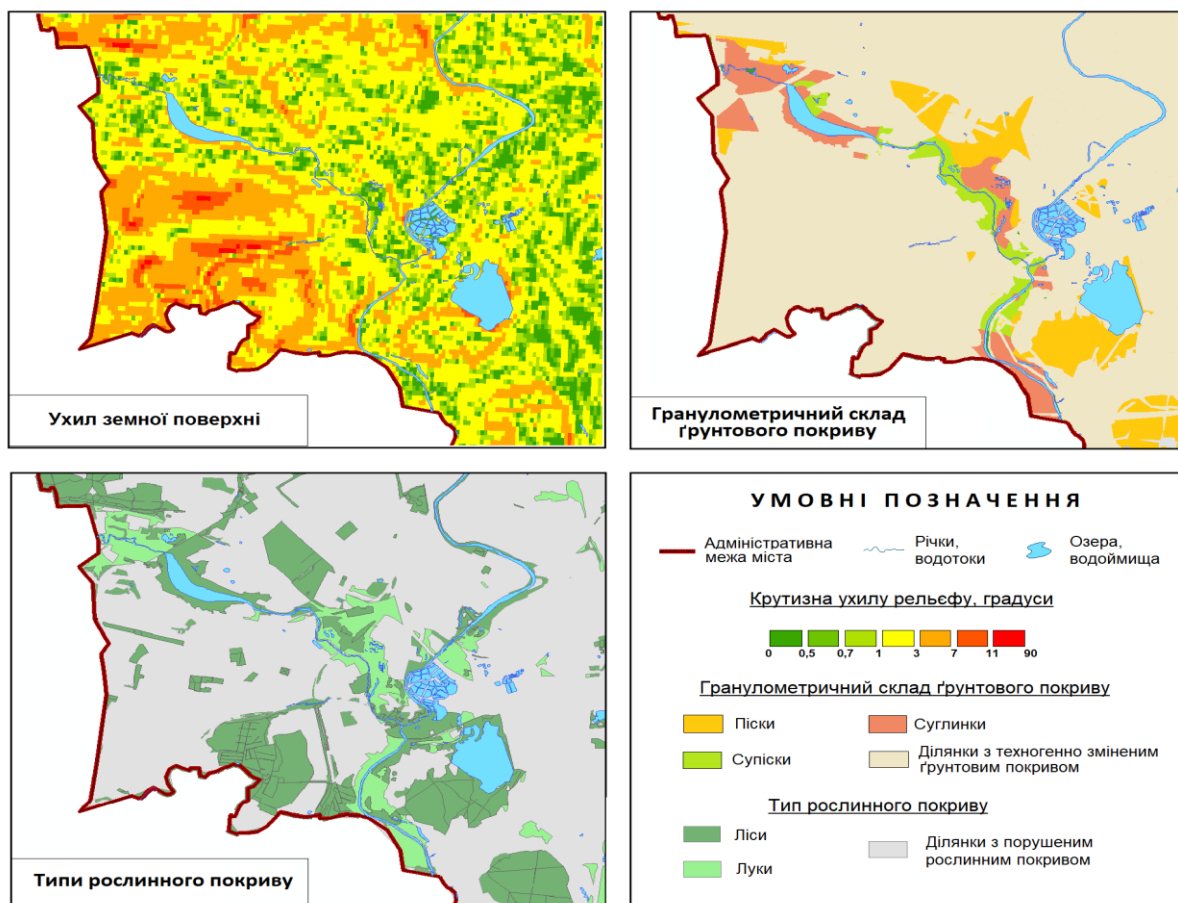 Ухил земної поверхні
Гранулометричний склад
ґрунтового покриву
Типи рослинного покриву
УМОВНІ ПОЗНАЧЕННЯ
Адміністративна
межа міста
Річки,
водотоки
Озера,
водоймища
Крутизна ухилу рельєфу, градуси
0 0,5 0,7 1 3 7 11 90
Гранулометричний склад ґрунтового покриву
Піски
Суглинки
Супіски
Ділянки з техногенно зміненим
ґрунтовим покривом
Тип рослинного покриву
Ліси
Луки
Ділянки з порушеним
рослинним покривом